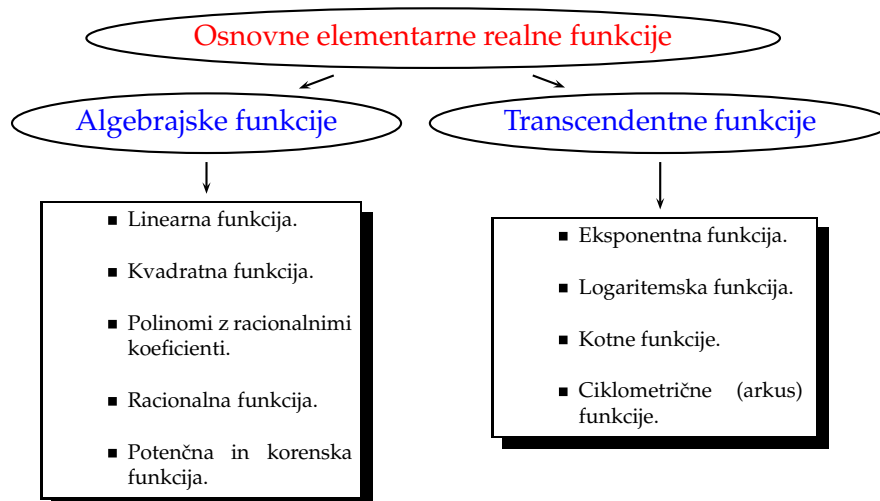 Osnovne elementarne realne funkcije
Algebrajske funkcije
Transcendentne funkcije
■ Linearna funkcija.
■ Kvadratna funkcija.
■ Polinomi z racionalnimi
koeficienti.
■ Racionalna funkcija.
■ Potenčna in korenska
funkcija.
■ Eksponentna funkcija.
■ Logaritemska funkcija.
■ Kotne funkcije.
■ Ciklometrične (arkus)
funkcije.